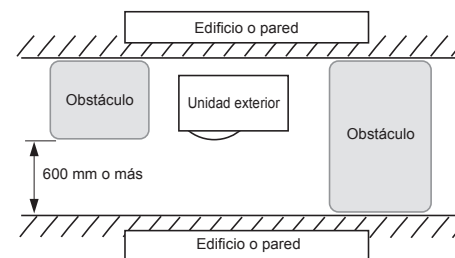 Edificio o pared
Obstáculo
Unidad exterior
Obstáculo
600 mm o más
Edificio o pared